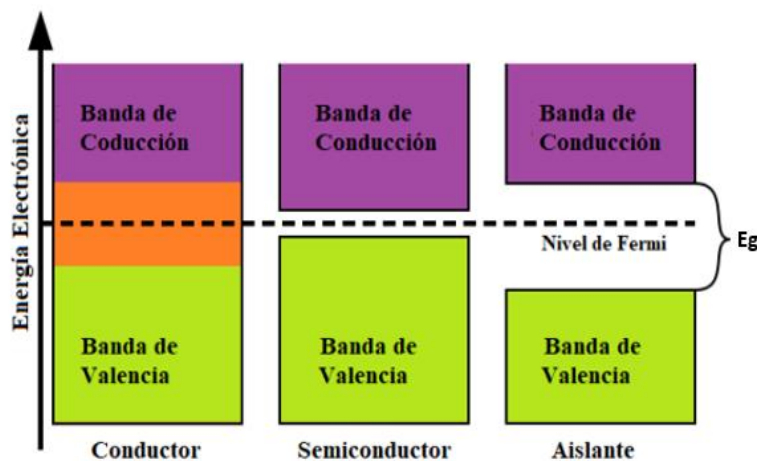 Energía Electrónica
Banda de
Coducción
Banda de
Conducción
Banda de
Conducción
Nivel de Fermi
Eg
Banda de
Valencia
Banda de
Valencia
Banda de
Valencia
Conductor
Semiconductor
Aislante